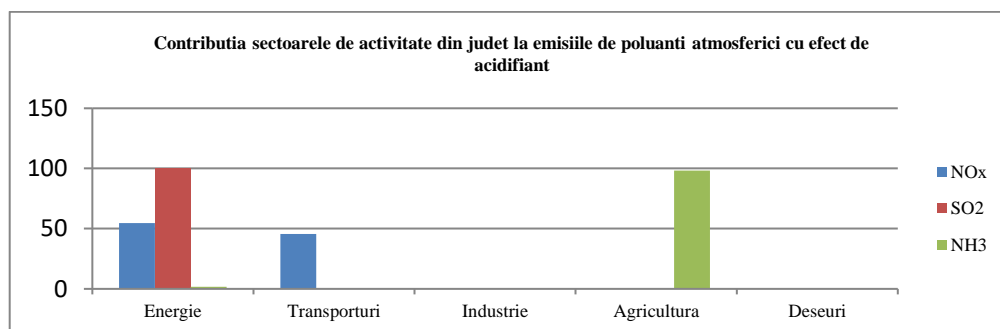 Contributia sectoarele de activitate din judet la emisiile de poluanti atmosferici cu efect de
acidifiant
150
100
50
0
Energie Transporturi Industrie Agricultura Deseuri
NOx
SO2
NH3